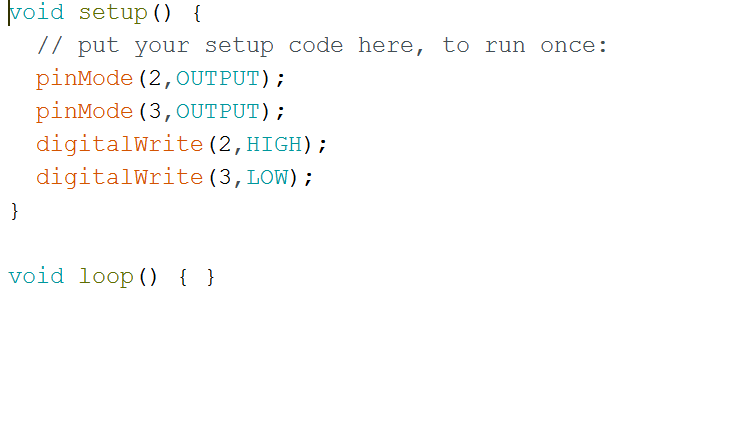 void setup() {
  // put your setup code here, to run once:
  pinMode(2,OUTPUT);
  pinMode(3,OUTPUT);
  digitalWrite(2,HIGH);
  digitalWrite(3,LOW);
}

void loop() { }